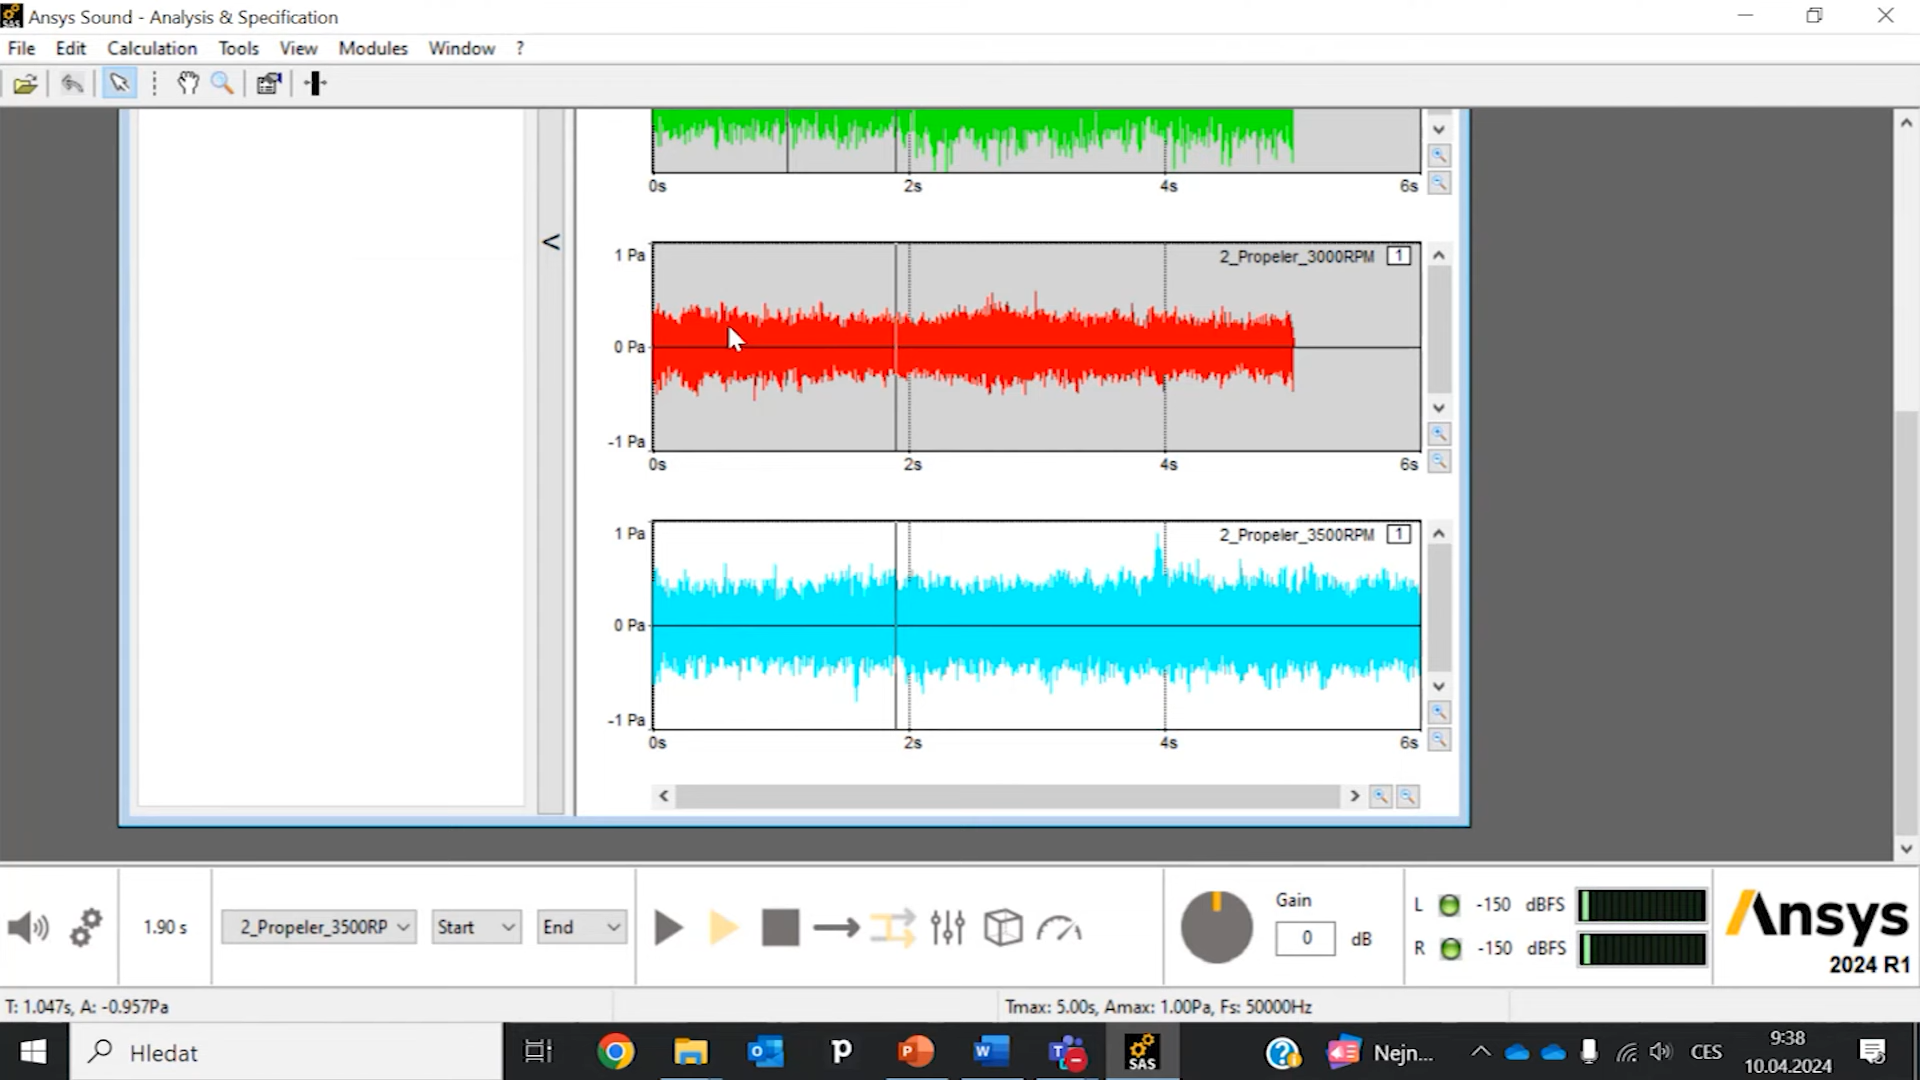 Ansys Sound - Analysis & Specification
File Edit Calculation Tools View Modules Window ?
<
0s 2s 4s 6s
1 Pa 2_Propeler_3000RPM 1
0 Pa
-1 Pa
0s 2s 4s 6s
1 Pa 2_Propeler_3500RPM 1
0 Pa
-1 Pa
0s 2s 4s 6s
1.90 s 2_Propeler_3500RP Start End
Gain
0 dB
L -150 dBFS
R -150 dBFS
Ansys
2024 R1
T: 1.047s, A: -0.957Pa Tmax: 5.00s, Amax: 1.00Pa, Fs: 50000Hz
Hledat
SAS
Nejn...
CES
9:38
10.04.2024